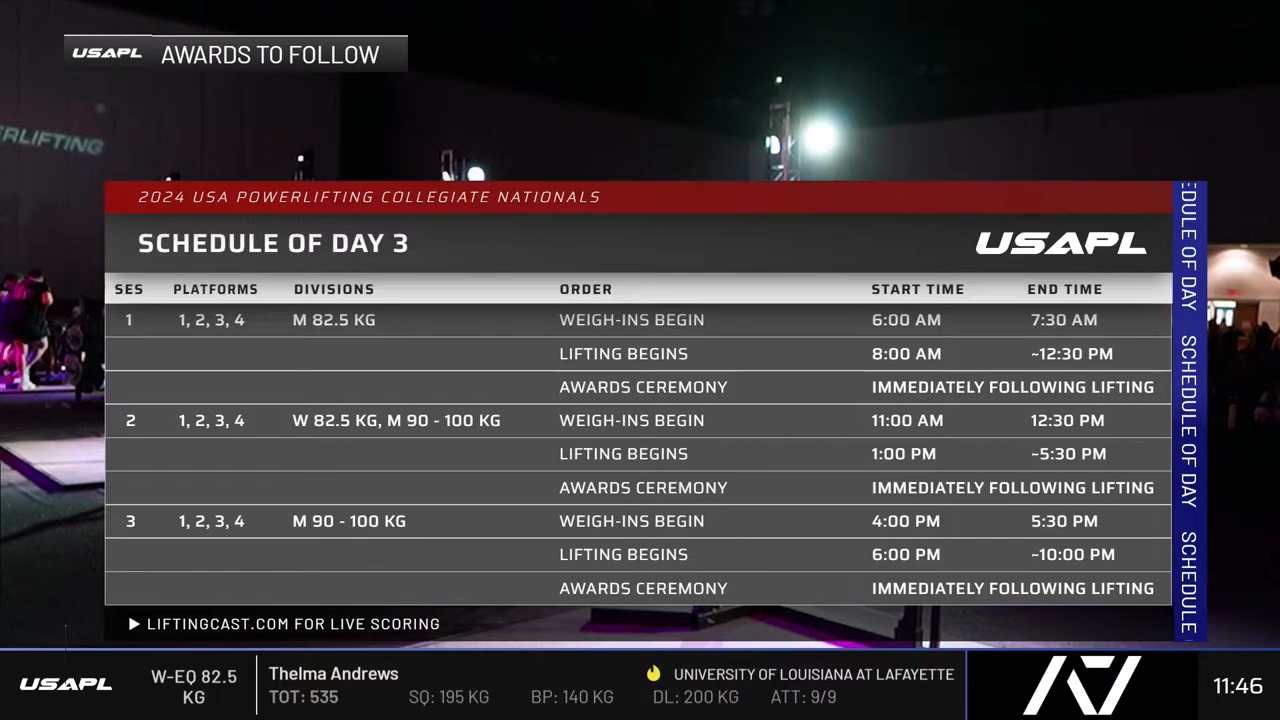 USAPL AWARDS TO FOLLOW
ERLIFTING
2024 USA POWERLIFTING COLLEGIATE NATIONALS
SCHEDULE OF DAY 3 USAPL
SES PLATFORMS DIVISIONS ORDER START TIME END TIME
1 1, 2, 3, 4 M 82.5 KG WEIGH-INS BEGIN 6:00 AM 7:30 AM
LIFTING BEGINS 8:00 AM ~12:30 PM
AWARDS CEREMONY IMMEDIATELY FOLLOWING LIFTING
2 1, 2, 3, 4 W 82.5 KG, M 90 - 100 KG WEIGH-INS BEGIN 11:00 AM 12:30 PM
LIFTING BEGINS 1:00 PM ~5:30 PM
AWARDS CEREMONY IMMEDIATELY FOLLOWING LIFTING
3 1, 2, 3, 4 M 90 - 100 KG WEIGH-INS BEGIN 4:00 PM 5:30 PM
LIFTING BEGINS 6:00 PM ~10:00 PM
AWARDS CEREMONY IMMEDIATELY FOLLOWING LIFTING
▶ LIFTINGCAST.COM FOR LIVE SCORING
EDULE OF DAY SCHEDULE OF DAY SCHEDULE
USAPL
W-EQ 82.5
KG
Thelma Andrews UNIVERSITY OF LOUISIANA AT LAFAYETTE
TOT: 535 SQ: 195 KG BP: 140 KG DL: 200 KG ATT: 9/9
11:46